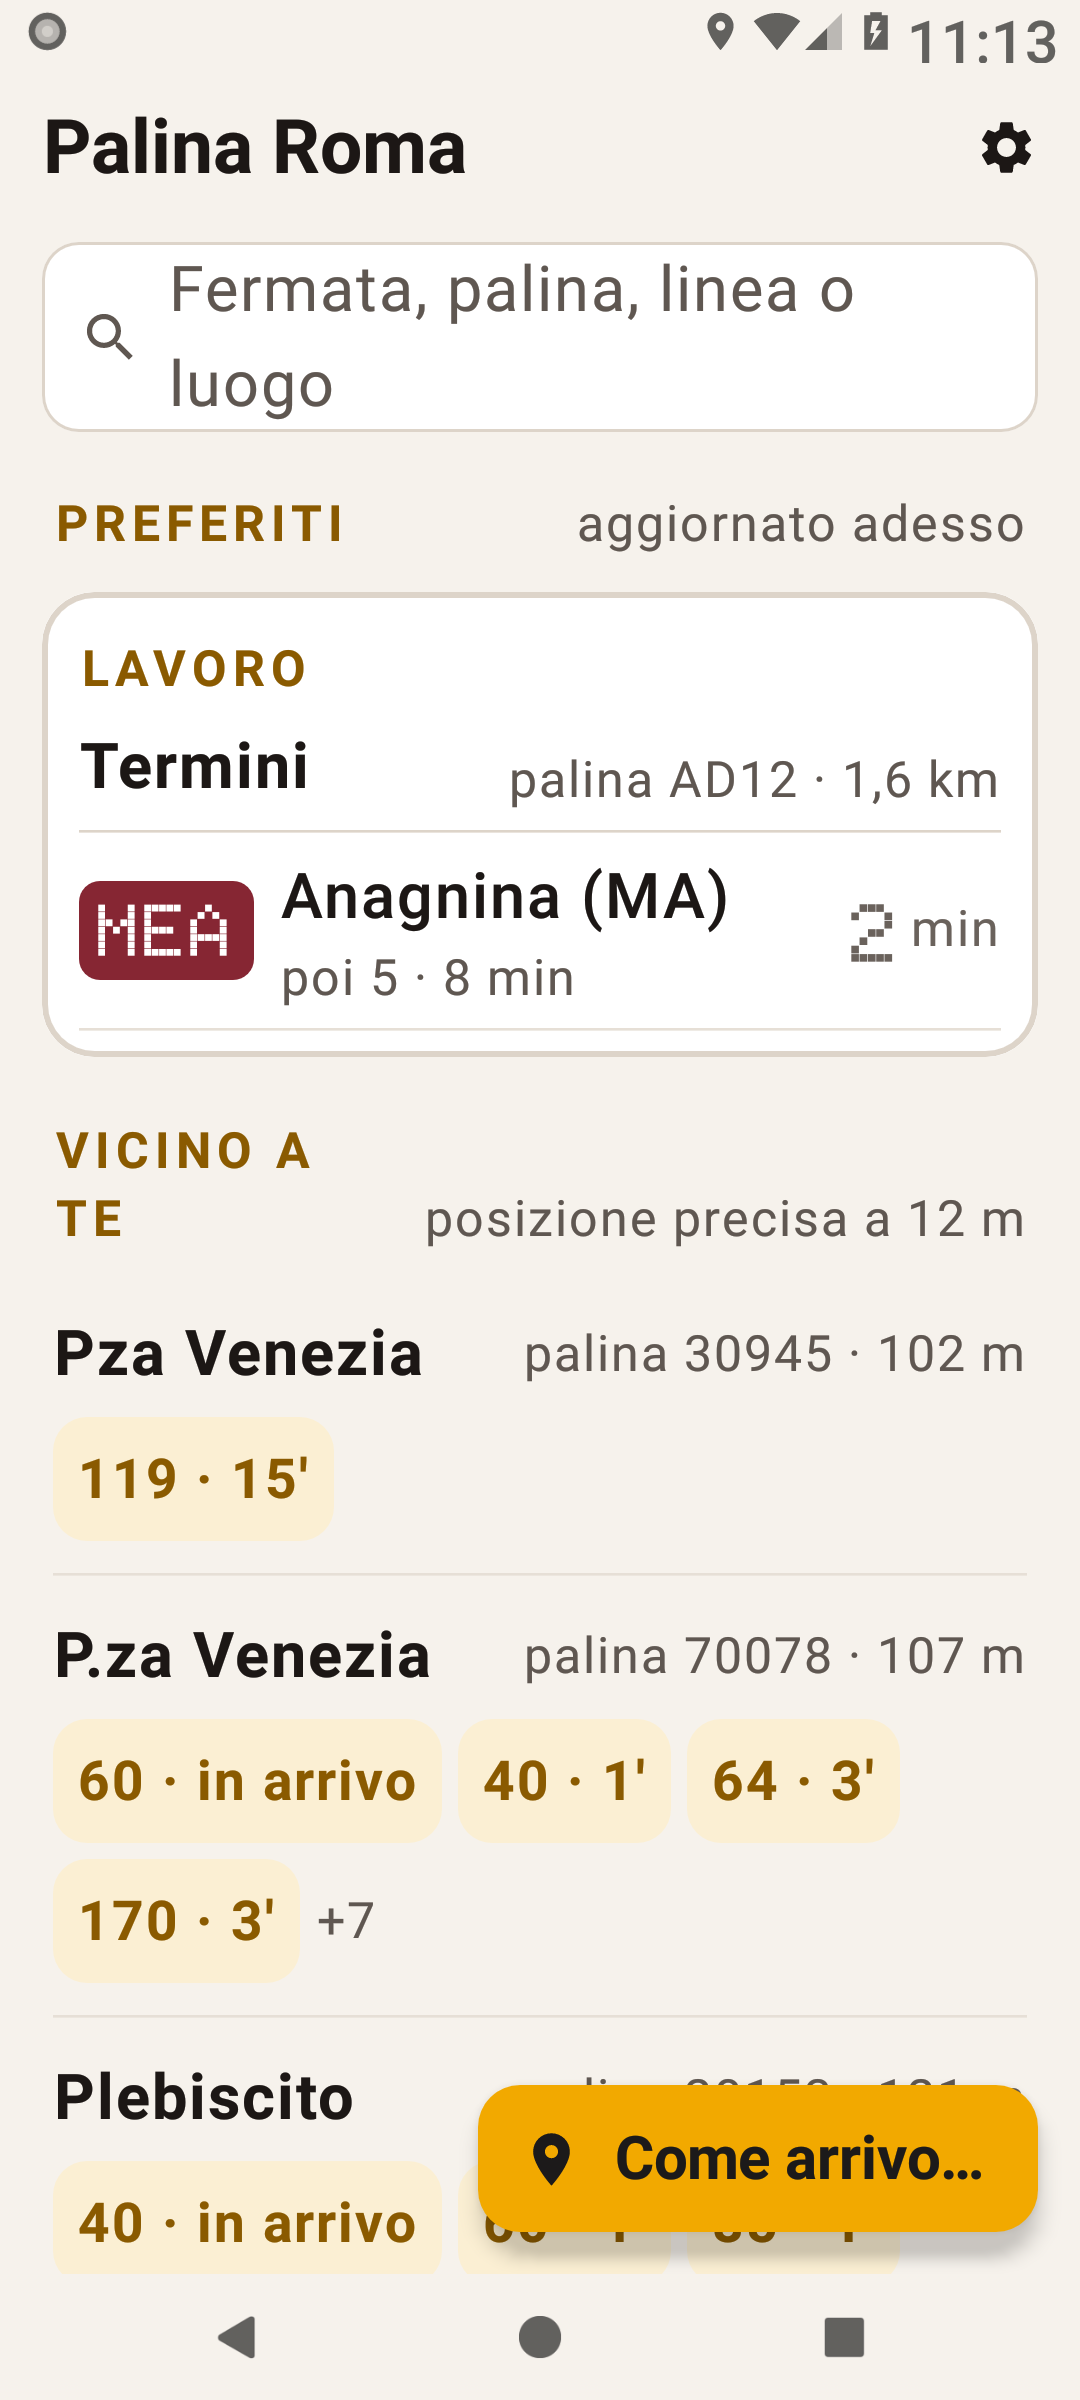 11:13
Palina Roma
Fermata, palina, linea o
luogo
PREFERITI aggiornato adesso
LAVORO
Termini palina AD12 · 1,6 km
MEA Anagnina (MA) 2 min
poi 5 · 8 min
VICINO A
TE posizione precisa a 12 m
Pza Venezia palina 30945 · 102 m
119 · 15'
P.za Venezia palina 70078 · 107 m
60 · in arrivo 40 · 1' 64 · 3'
170 · 3' +7
Plebiscito
Come arrivo…
40 · in arrivo